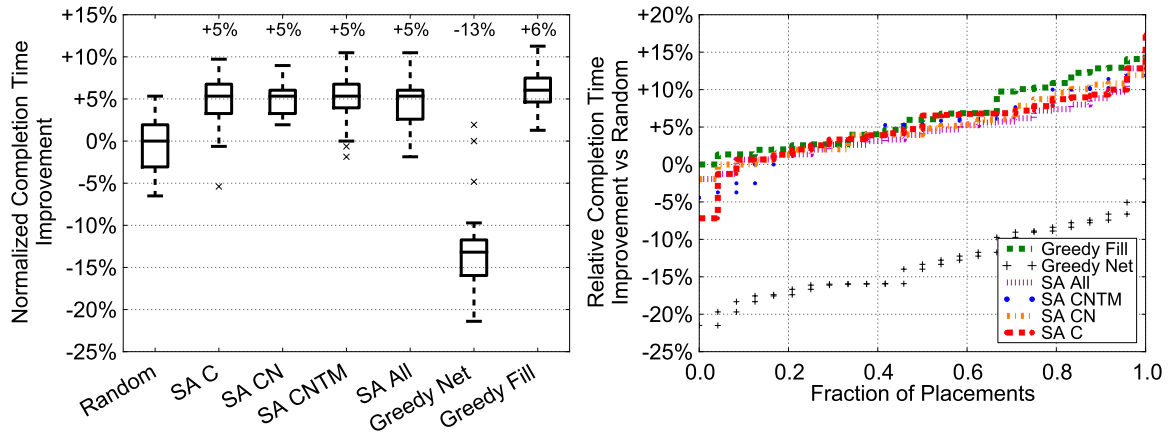 +15%
+10%
+5%
0%
-5%
-10%
-15%
-20%
-25%
Normalized Completion Time
Improvement
+5%
+5%
+5%
+5%
-13%
+6%
Random
SA C
SA CN
SA CNTM
SA All
Greedy Net
Greedy Fill
+20%
+15%
+10%
+5%
0%
-5%
-10%
-15%
-20%
-25%
Relative Completion Time
Improvement vs Random
Greedy Fill
Greedy Net
SA All
SA CNTM
SA CN
SA C
0.0
0.2
0.4
0.6
0.8
1.0
Fraction of Placements